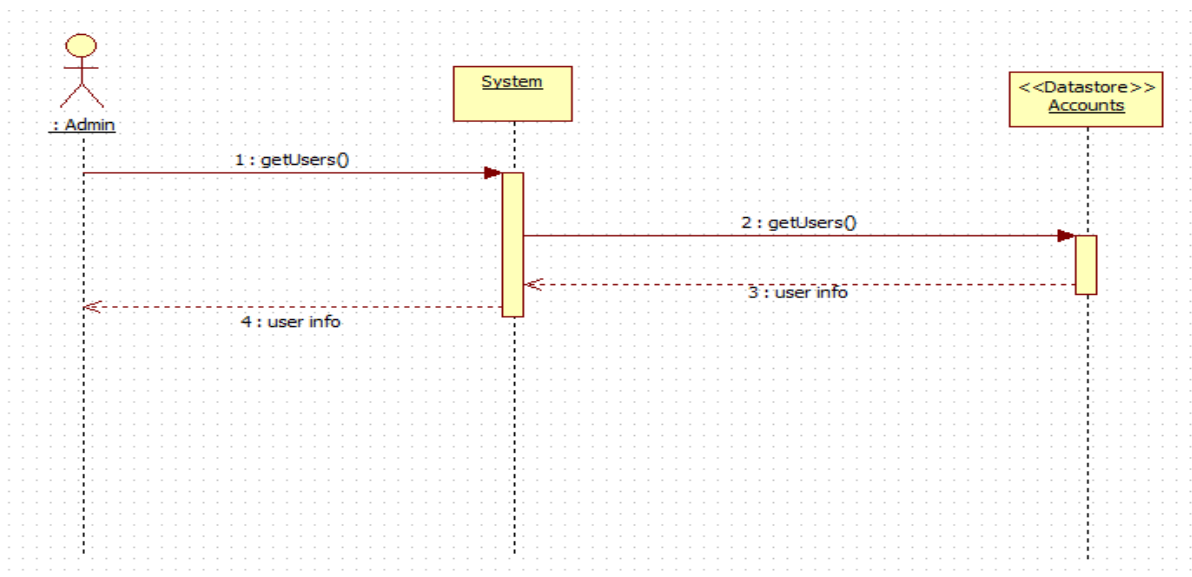 : Admin
System
<<Datastore>>
Accounts
1 : getUsers()
2 : getUsers()
3 : user info
4 : user info